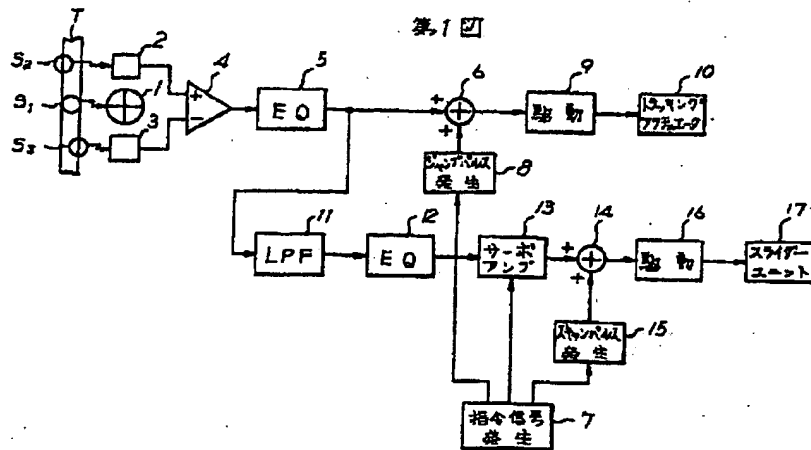 第1図
T
S2
S1
S3
2
1
3
4
+
−
5
EQ
6
+
+
9
駆動
10
トラッキング
アクチュエータ
ジャンプパルス
発生
8
11
LPF
12
EQ
13
サーボ
アンプ
14
+
+
16
駆動
17
スライダー
ユニット
スキャンパルス
発生
15
指令信号
発生
7